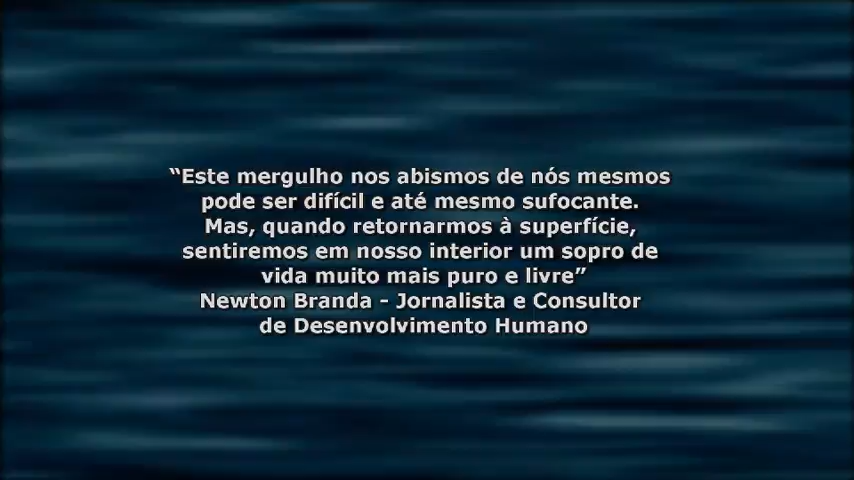 “Este mergulho nos abismos de nós mesmos
pode ser difícil e até mesmo sufocante.
Mas, quando retornarmos à superfície,
sentiremos em nosso interior um sopro de
vida muito mais puro e livre”
Newton Branda - Jornalista e Consultor
de Desenvolvimento Humano